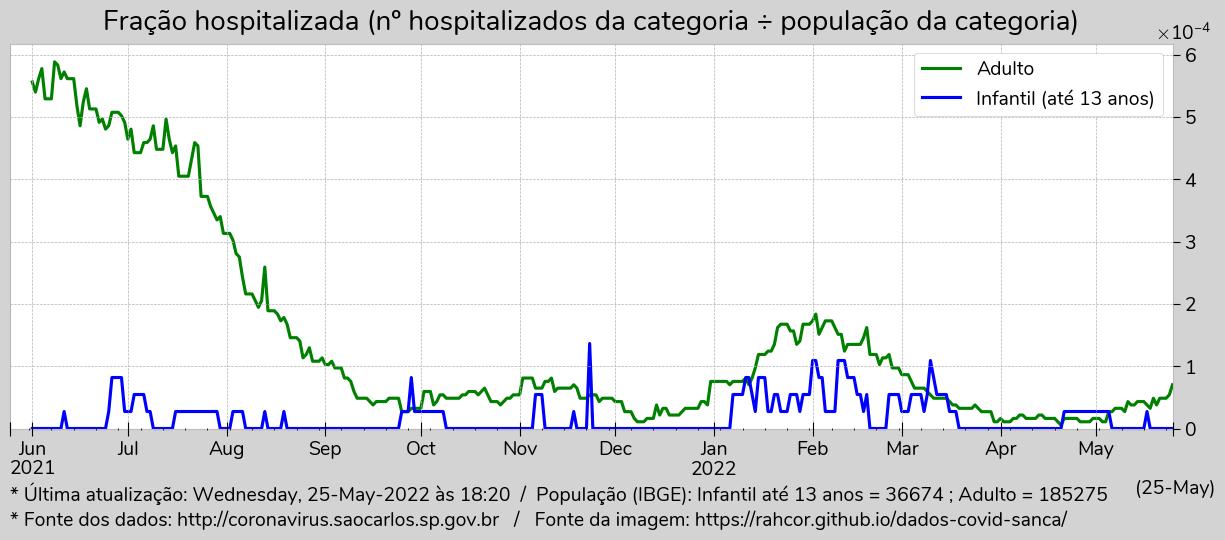 Fração hospitalizada (nº hospitalizados da categoria ÷ população da categoria)
×10⁻⁴
Adulto
Infantil (até 13 anos)
6
5
4
3
2
1
0
Jun Jul Aug Sep Oct Nov Dec Jan Feb Mar Apr May
2021 2022
(25-May)
* Última atualização: Wednesday, 25-May-2022 às 18:20 / População (IBGE): Infantil até 13 anos = 36674 ; Adulto = 185275
* Fonte dos dados: http://coronavirus.saocarlos.sp.gov.br / Fonte da imagem: https://rahcor.github.io/dados-covid-sanca/